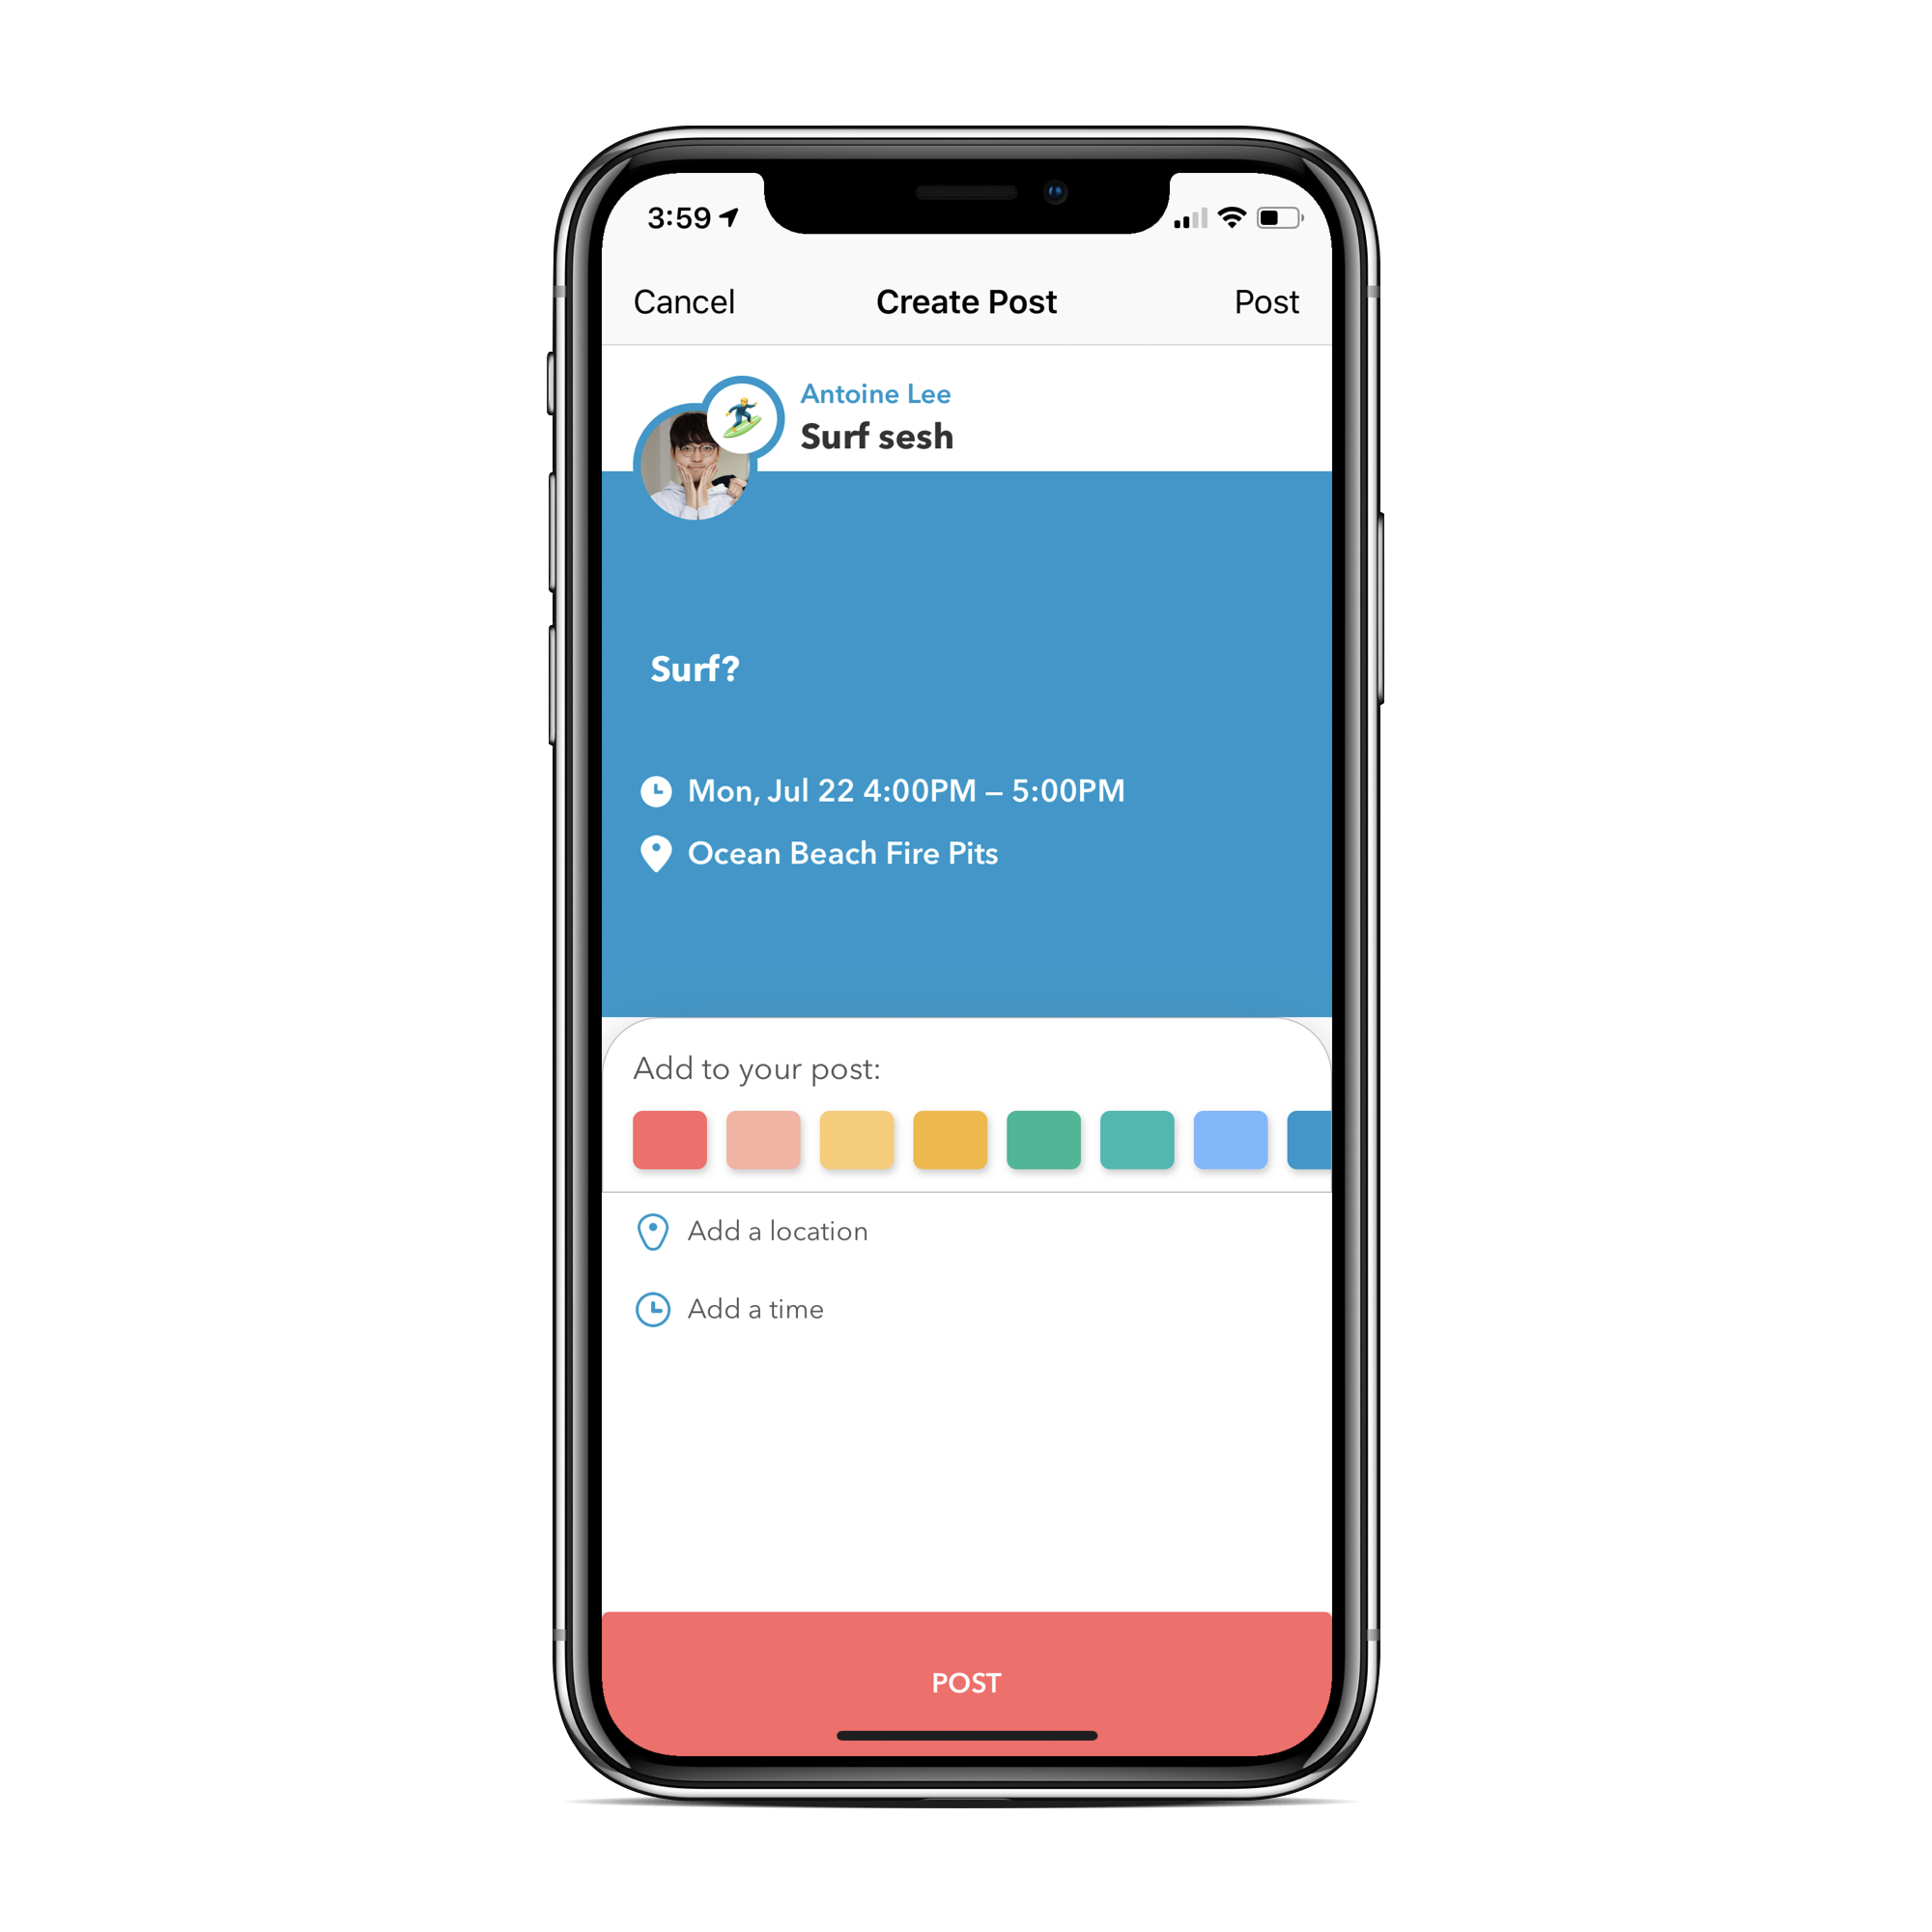 3:59
Cancel Create Post Post
Antoine Lee
Surf sesh
Surf?
Mon, Jul 22 4:00PM – 5:00PM
Ocean Beach Fire Pits
Add to your post:
Add a location
Add a time
POST